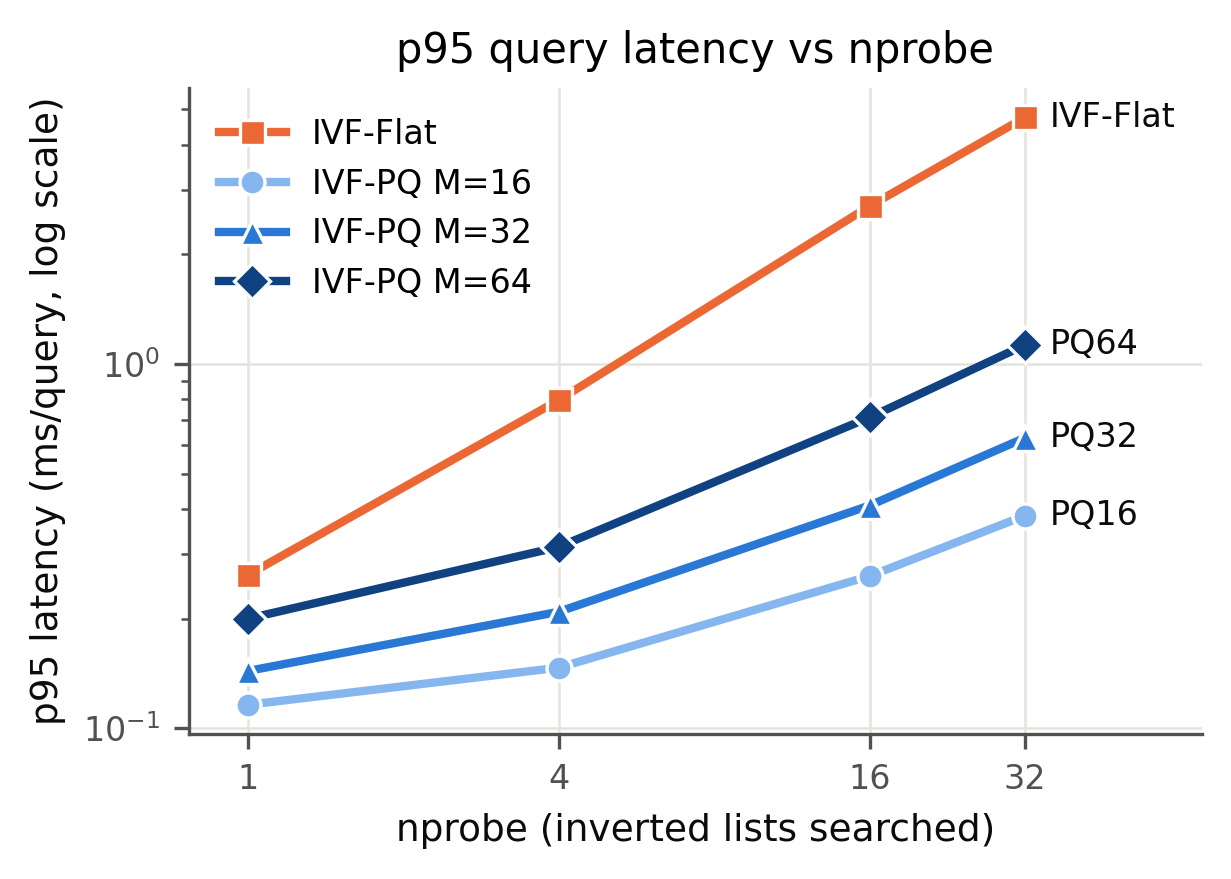 p95 query latency vs nprobe
p95 latency (ms/query, log scale)
IVF-Flat
IVF-PQ M=16
IVF-PQ M=32
IVF-PQ M=64
IVF-Flat
PQ64
PQ32
PQ16
10⁰
10⁻¹
1 4 16 32
nprobe (inverted lists searched)